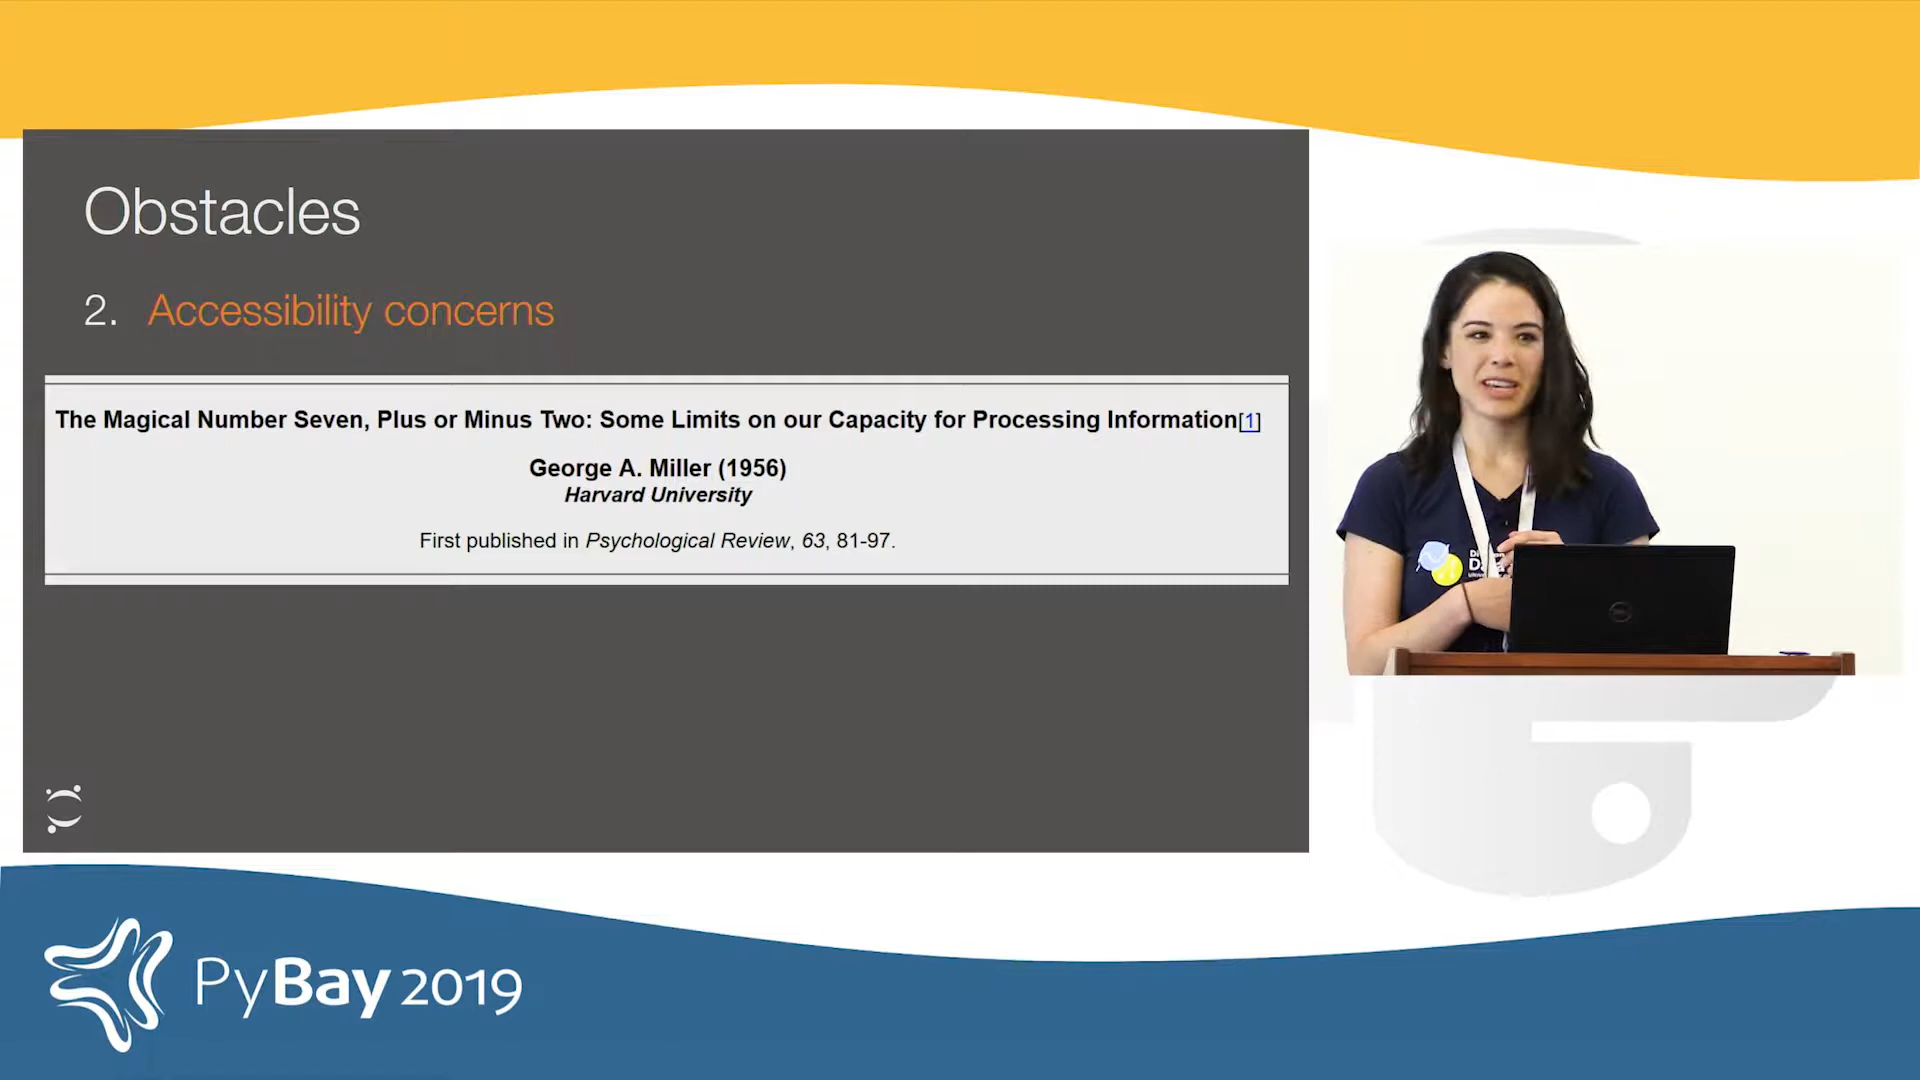 Obstacles
2. Accessibility concerns
The Magical Number Seven, Plus or Minus Two: Some Limits on our Capacity for Processing Information[1]
George A. Miller (1956)
Harvard University
First published in Psychological Review, 63, 81-97.
PyBay 2019